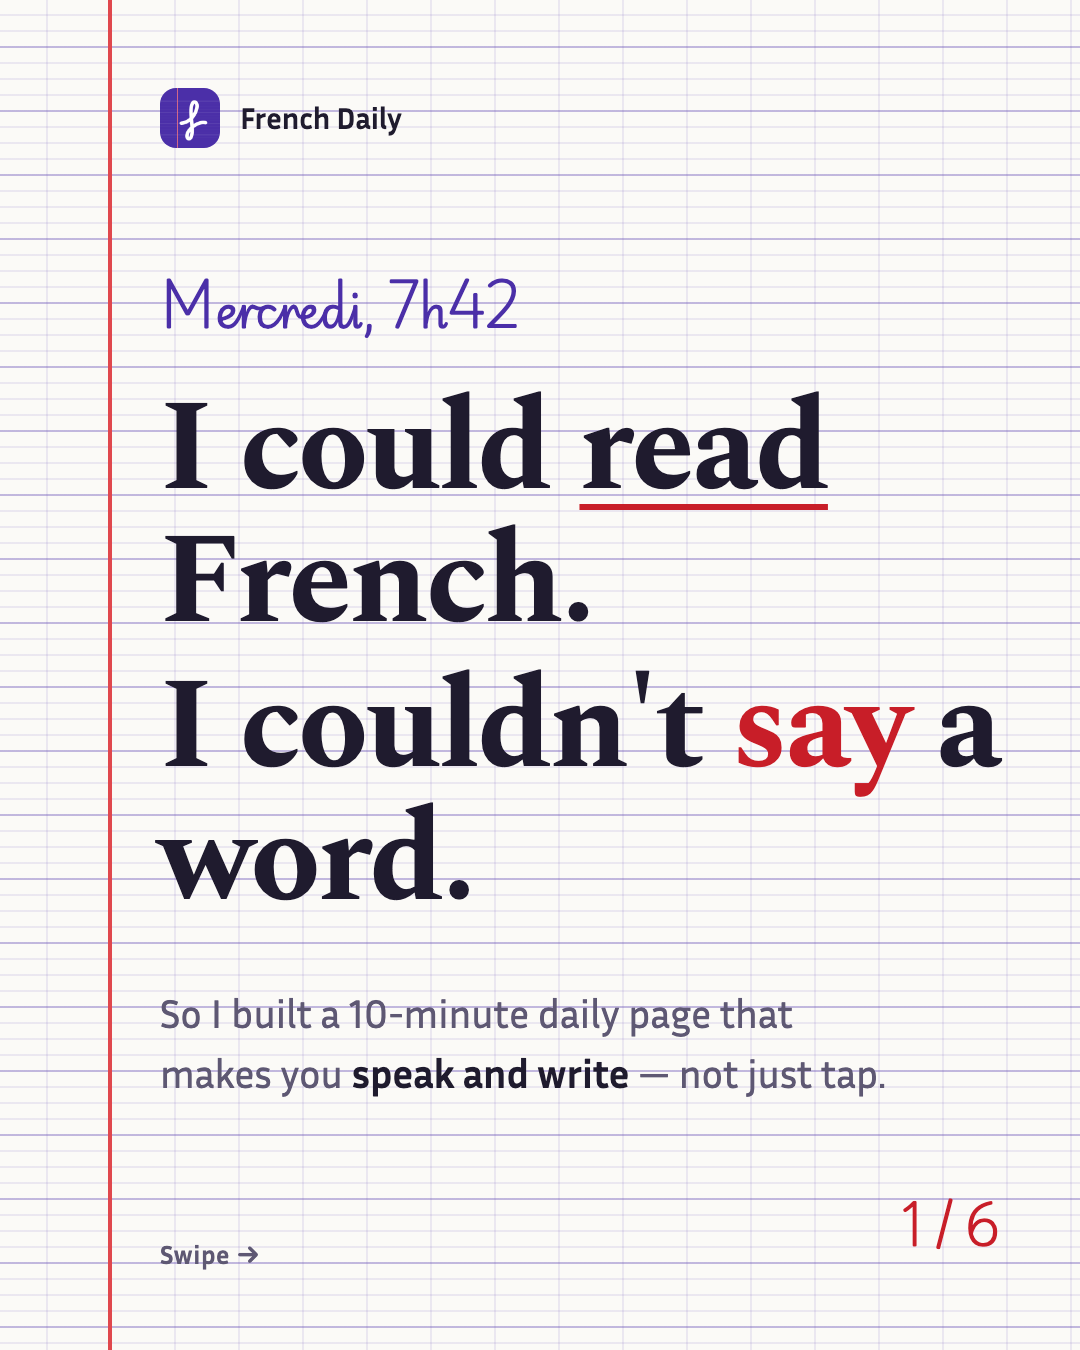 French Daily
Mercredi, 7h42
I could read
French.
I couldn't say a
word.
So I built a 10-minute daily page that
makes you speak and write — not just tap.
1/6
Swipe →